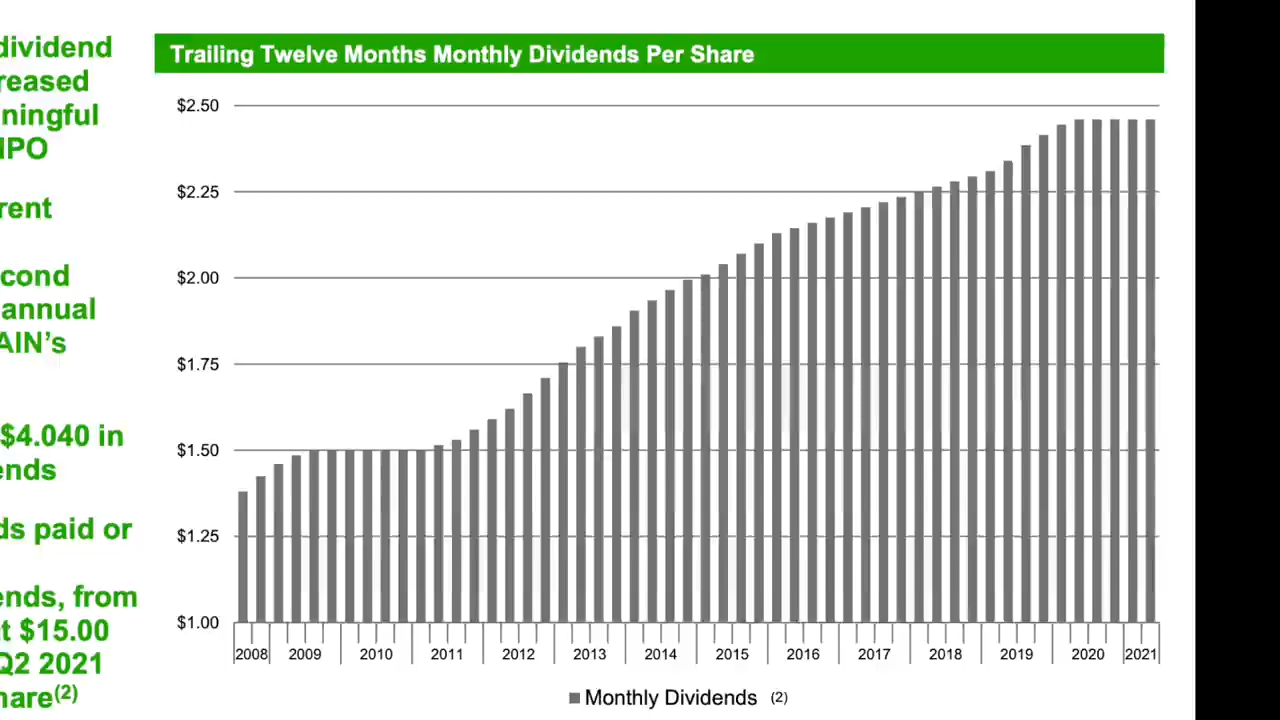 dividend
reased
ningful
IPO
rent
cond
annual
AIN’s
$4.040 in
ends
ds paid or
ends, from
t $15.00
Q2 2021
hare(2)
Trailing Twelve Months Monthly Dividends Per Share
$2.50
$2.25
$2.00
$1.75
$1.50
$1.25
$1.00
2008 2009 2010 2011 2012 2013 2014 2015 2016 2017 2018 2019 2020 2021
Monthly Dividends (2)